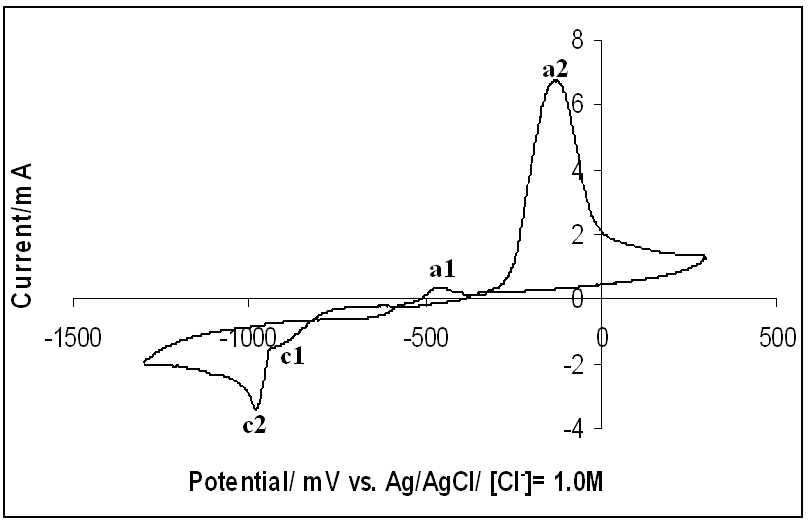 8
a2
6
4
Current/mA
2
a1
0
-1500
-1000
-500
0
500
c1
-2
c2
-4
Potential/ mV vs. Ag/AgCl/ [Cl⁻]= 1.0M